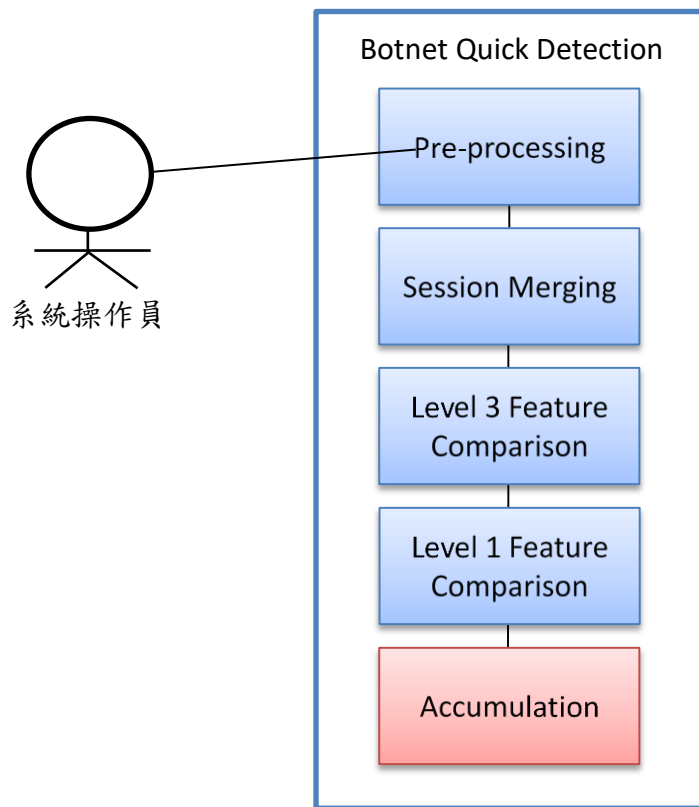 Botnet Quick Detection
Pre-processing
Session Merging
系統操作員
Level 3 Feature
Comparison
Level 1 Feature
Comparison
Accumulation